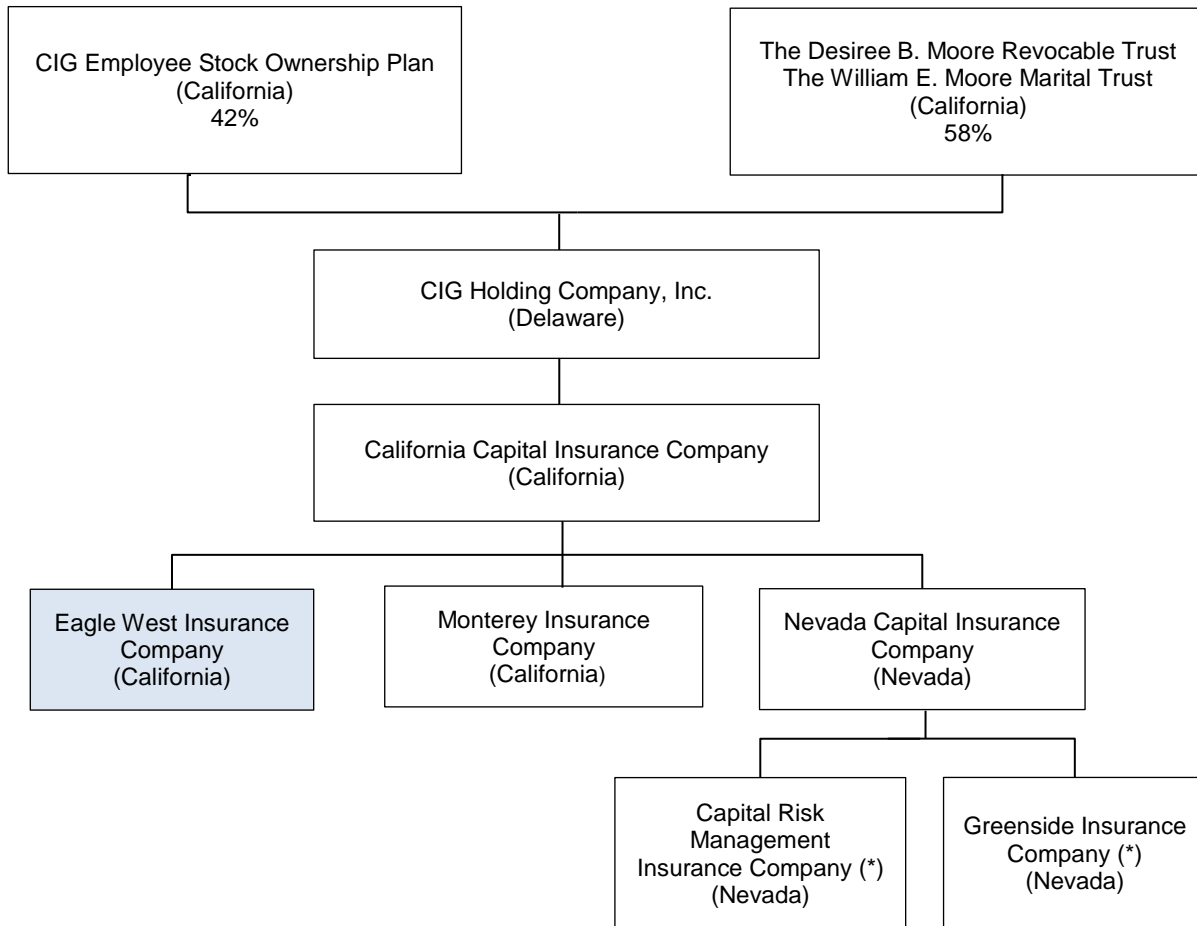 CIG Employee Stock Ownership Plan
(California)
42%
The Desiree B. Moore Revocable Trust
The William E. Moore Marital Trust
(California)
58%
CIG Holding Company, Inc.
(Delaware)
California Capital Insurance Company
(California)
Eagle West Insurance
Company
(California)
Monterey Insurance
Company
(California)
Nevada Capital Insurance
Company
(Nevada)
Capital Risk
Management
Insurance Company (*)
(Nevada)
Greenside Insurance
Company (*)
(Nevada)